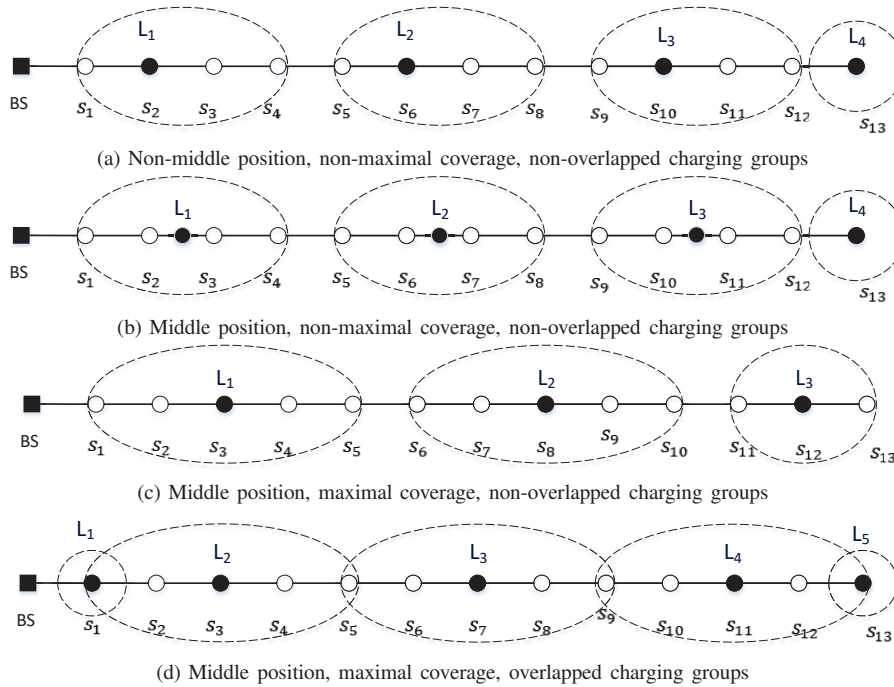 L1 L2 L3 L4
BS s1 s2 s3 s4 s5 s6 s7 s8 s9 s10 s11 s12 s13
(a) Non-middle position, non-maximal coverage, non-overlapped charging groups
L1 L2 L3 L4
BS s1 s2 s3 s4 s5 s6 s7 s8 s9 s10 s11 s12 s13
(b) Middle position, non-maximal coverage, non-overlapped charging groups
L1 L2 L3
BS s1 s2 s3 s4 s5 s6 s7 s8 s9 s10 s11 s12 s13
(c) Middle position, maximal coverage, non-overlapped charging groups
L1 L2 L3 L4 L5
BS s1 s2 s3 s4 s5 s6 s7 s8 s9 s10 s11 s12 s13
(d) Middle position, maximal coverage, overlapped charging groups